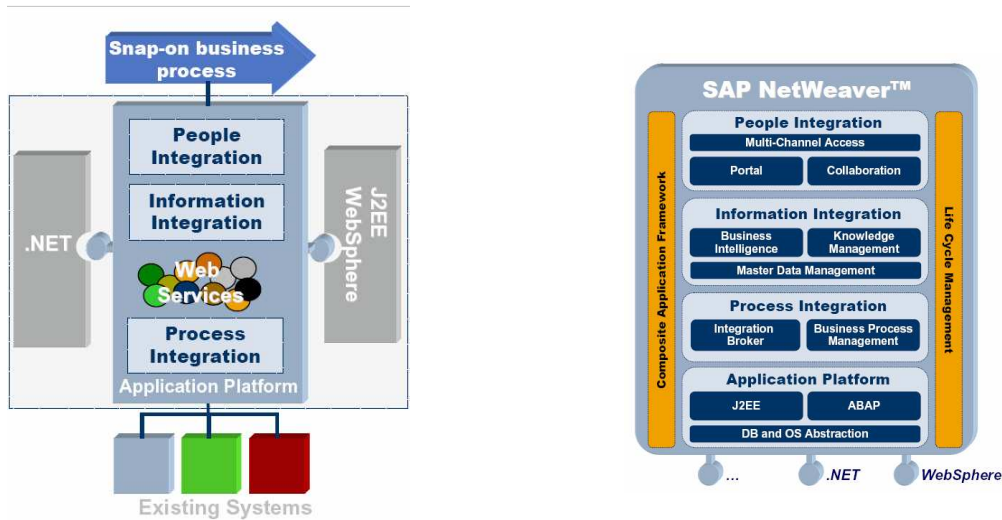 Snap-on business
process
People
Integration
Information
Integration
.NET
J2EE
WebSphere
Web
Services
Process
Integration
Application Platform
Existing Systems
SAP NetWeaver™
Composite Application Framework
People Integration
Multi-Channel Access
Portal
Collaboration
Information Integration
Business
Intelligence
Knowledge
Management
Master Data Management
Process Integration
Integration
Broker
Business Process
Management
Application Platform
J2EE
ABAP
DB and OS Abstraction
Life Cycle Management
...
.NET
WebSphere